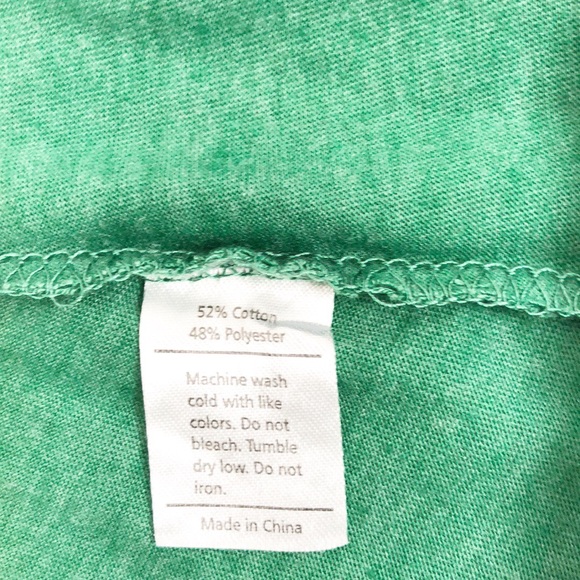 52% Cotton
48% Polyester
Machine wash
cold with like
colors. Do not
bleach. Tumble
dry low. Do not
iron.
Made in China